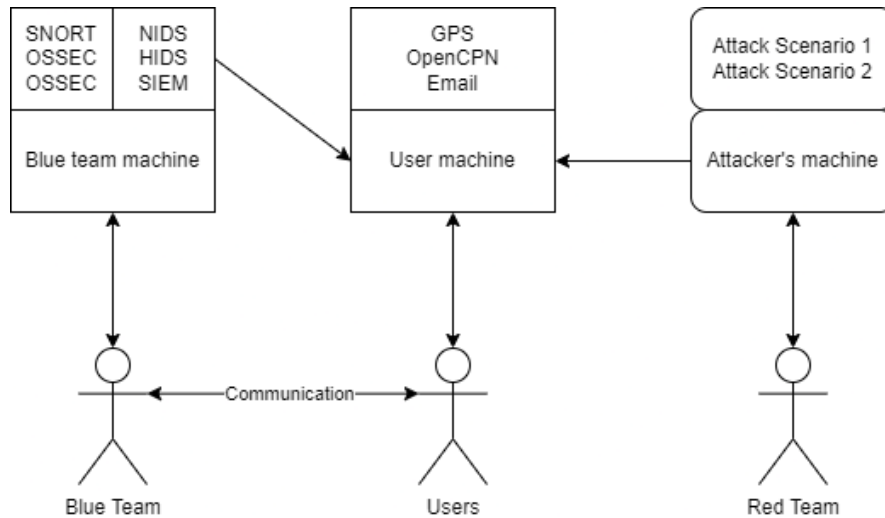 SNORT
OSSEC
OSSEC
NIDS
HIDS
SIEM
Blue team machine
GPS
OpenCPN
Email
User machine
Attack Scenario 1
Attack Scenario 2
Attacker's machine
Communication
Blue Team
Users
Red Team